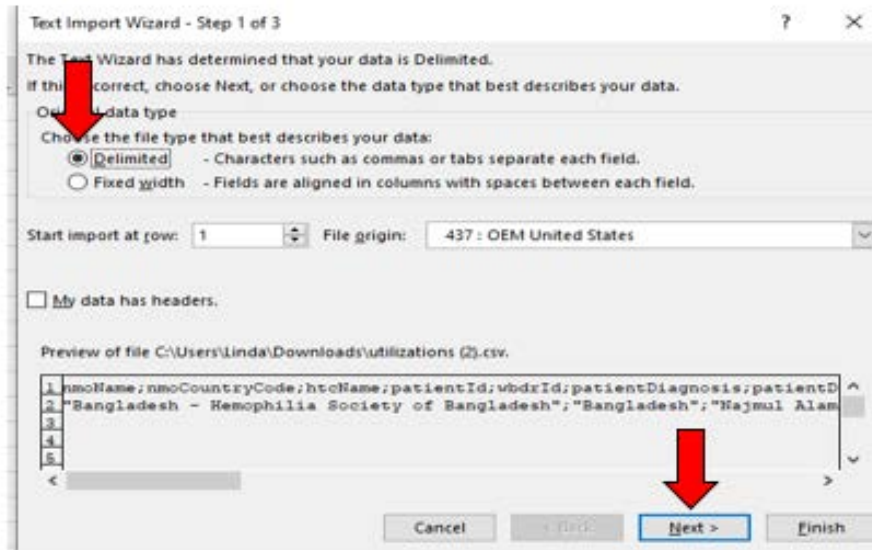 Text Import Wizard - Step 1 of 3 ? ×
The Text Wizard has determined that your data is Delimited.
If this correct, choose Next, or choose the data type that best describes your data.
data type
Choose the file type that best describes your data:
Delimited - Characters such as commas or tabs separate each field.
Fixed width - Fields are aligned in columns with spaces between each field.
Start import at row: 1 File origin: 437 : OEM United States
My data has headers.
Preview of file C:\Users\Linda\Downloads\utilizations (2).csv.
1 nmoName;nmoCountryCode;htcName;patientId;wbdrId;patientDiagnosis;patientD
2 "Bangladesh - Hemophilia Society of Bangladesh";"Bangladesh";"Najmul Alam
3
4
5
Cancel < Back Next > Finish